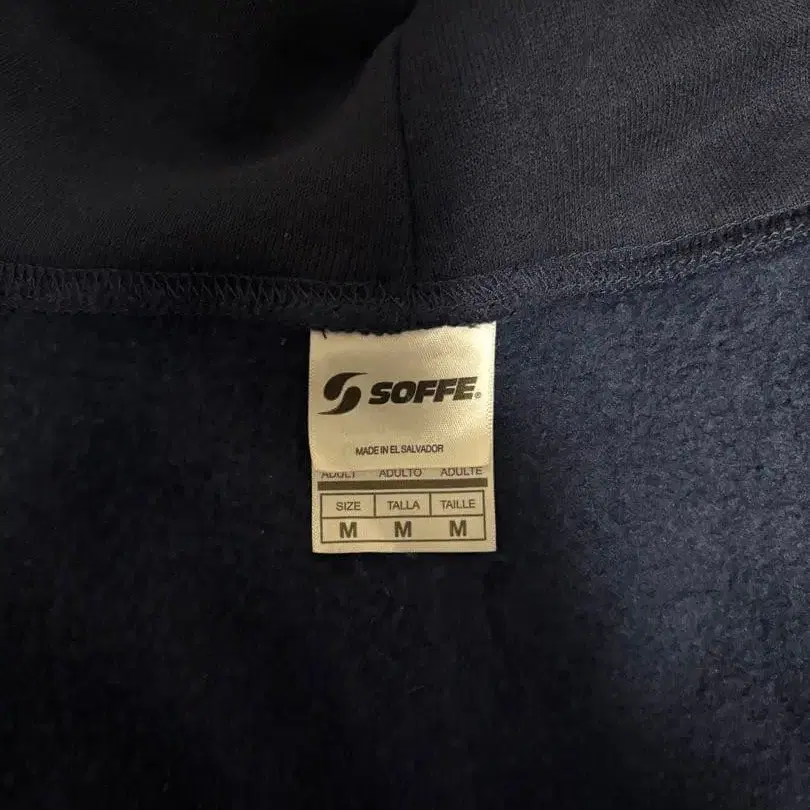 SOFFE®
MADE IN EL SALVADOR
ADULT ADULTO ADULTE
SIZE TALLA TAILLE
M M M